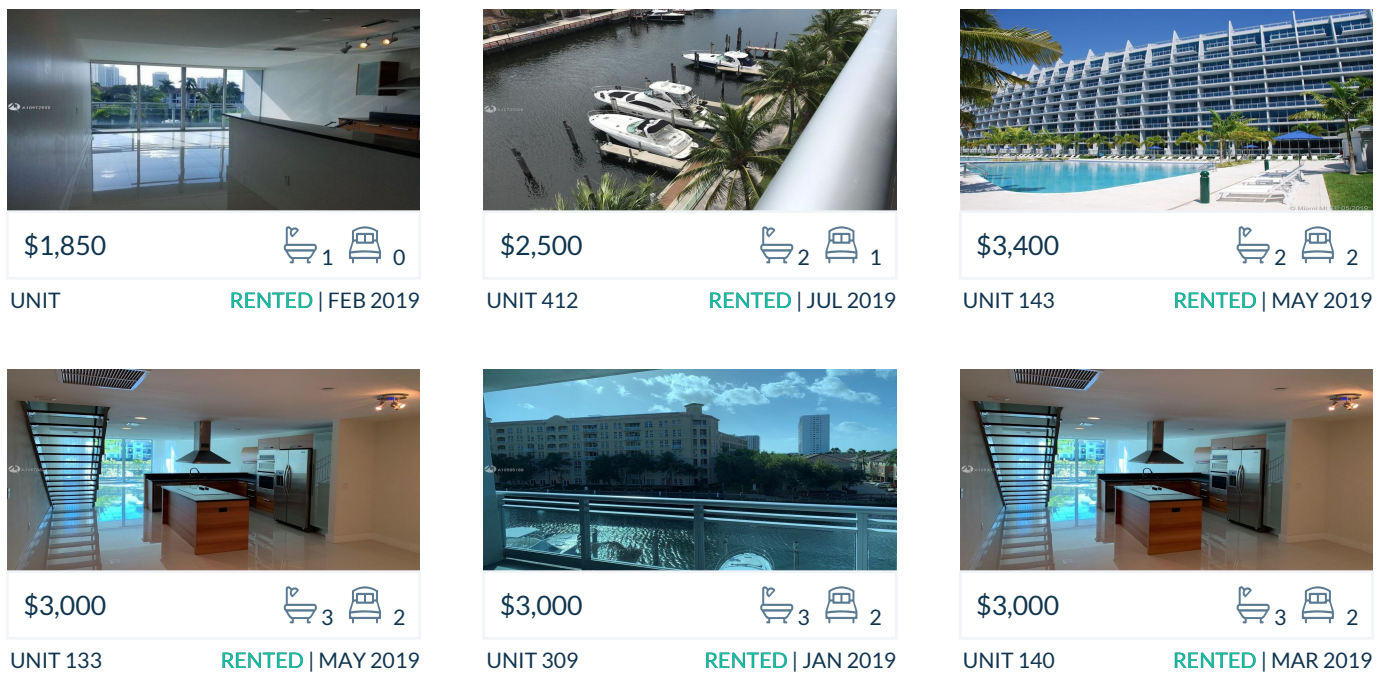 $1,850 1 0
UNIT RENTED | FEB 2019
$2,500 2 1
UNIT 412 RENTED | JUL 2019
$3,400 2 2
UNIT 143 RENTED | MAY 2019
$3,000 3 2
UNIT 133 RENTED | MAY 2019
$3,000 3 2
UNIT 309 RENTED | JAN 2019
$3,000 3 2
UNIT 140 RENTED | MAR 2019